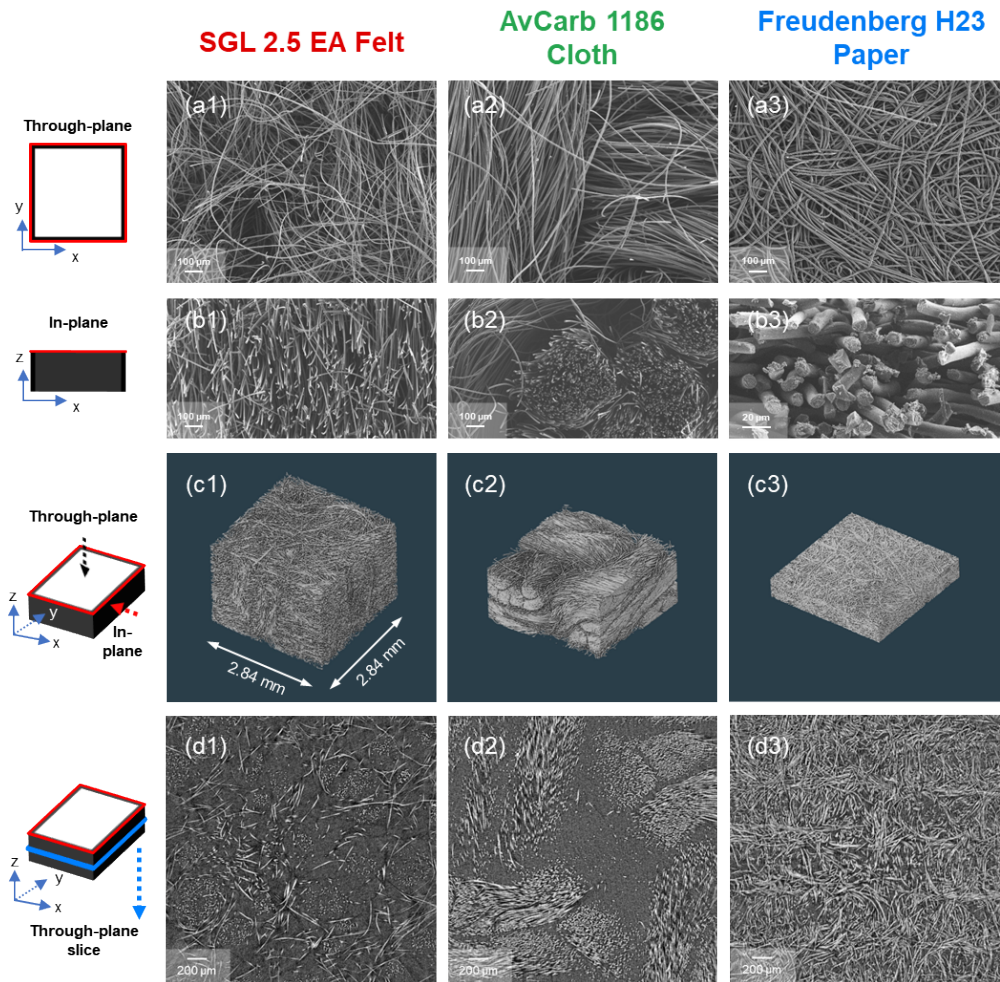 SGL 2.5 EA Felt
AvCarb 1186
Cloth
Freudenberg H23
Paper
Through-plane
y
x
(a1)
100 µm
(a2)
100 µm
(a3)
100 µm
In-plane
z
x
(b1)
100 µm
(b2)
100 µm
(b3)
20 µm
Through-plane
z
y
x
In-
plane
(c1)
2.84 mm
2.84 mm
(c2)
(c3)
z
y
x
Through-plane
slice
(d1)
200 µm
(d2)
200 µm
(d3)
200 µm